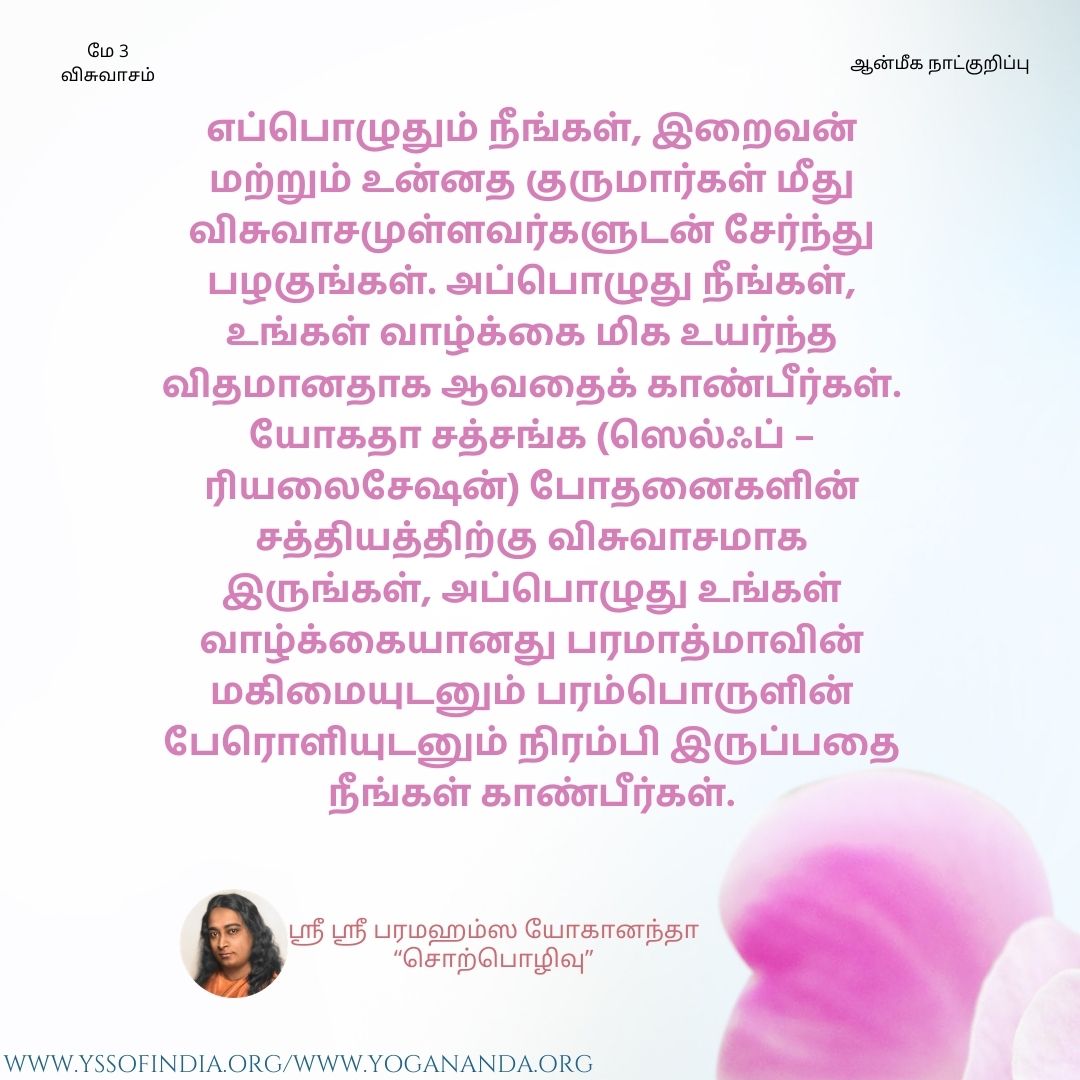 மே 3
விசுவாசம்
ஆன்மீக நாட்குறிப்பு
எப்பொழுதும் நீங்கள், இறைவன்
மற்றும் உன்னத குருமார்கள் மீது
விசுவாசமுள்ளவர்களுடன் சேர்ந்து
பழகுங்கள். அப்பொழுது நீங்கள்,
உங்கள் வாழ்க்கை மிக உயர்ந்த
விதமானதாக ஆவதைக் காண்பீர்கள்.
யோகதா சத்சங்க (ஸெல்ஃப் –
ரியலைசேஷன்) போதனைகளின்
சத்தியத்திற்கு விசுவாசமாக
இருங்கள், அப்பொழுது உங்கள்
வாழ்க்கையானது பரமாத்மாவின்
மகிமையுடனும் பரம்பொருளின்
பேரொளியுடனும் நிரம்பி இருப்பதை
நீங்கள் காண்பீர்கள்.
ஸ்ரீ ஸ்ரீ பரமஹம்ஸ யோகானந்தா
“சொற்பொழிவு”
WWW.YSSOFINDIA.ORG/WWW.YOGANANDA.ORG